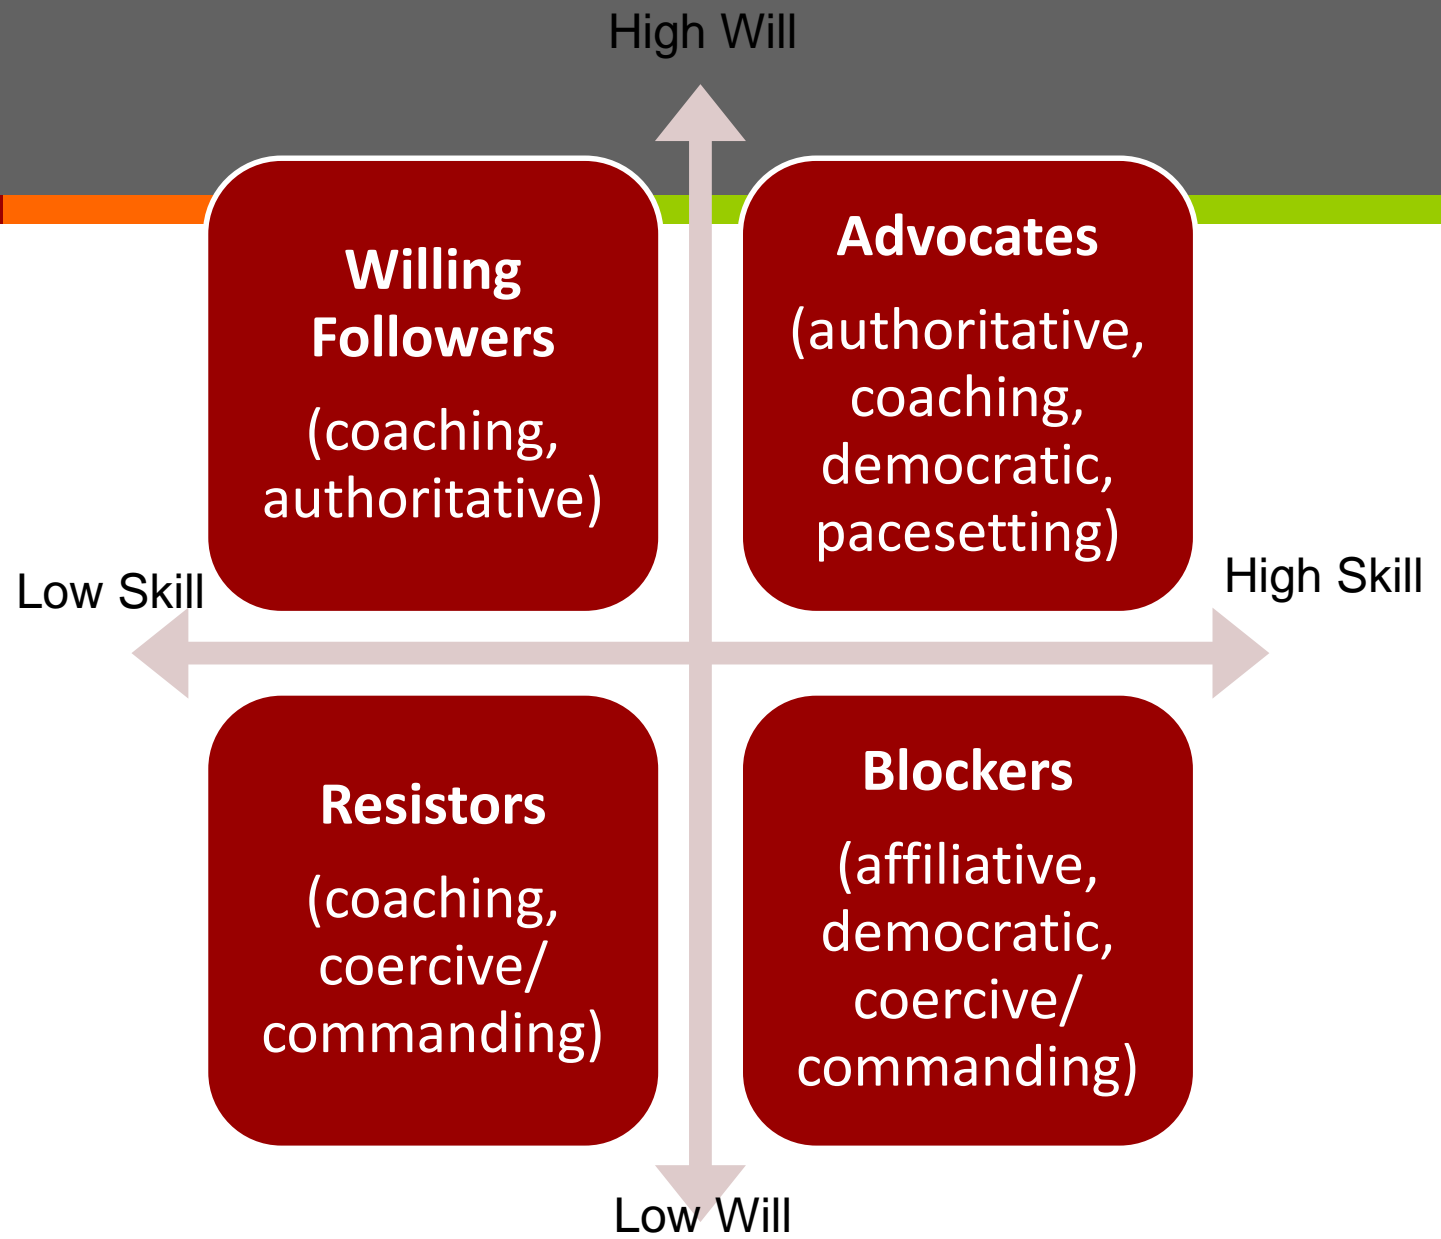 High Will
Willing
Followers
(coaching,
authoritative)
Advocates
(authoritative,
coaching,
democratic,
pacesetting)
Low Skill
High Skill
Resistors
(coaching,
coercive/
commanding)
Blockers
(affiliative,
democratic,
coercive/
commanding)
Low Will